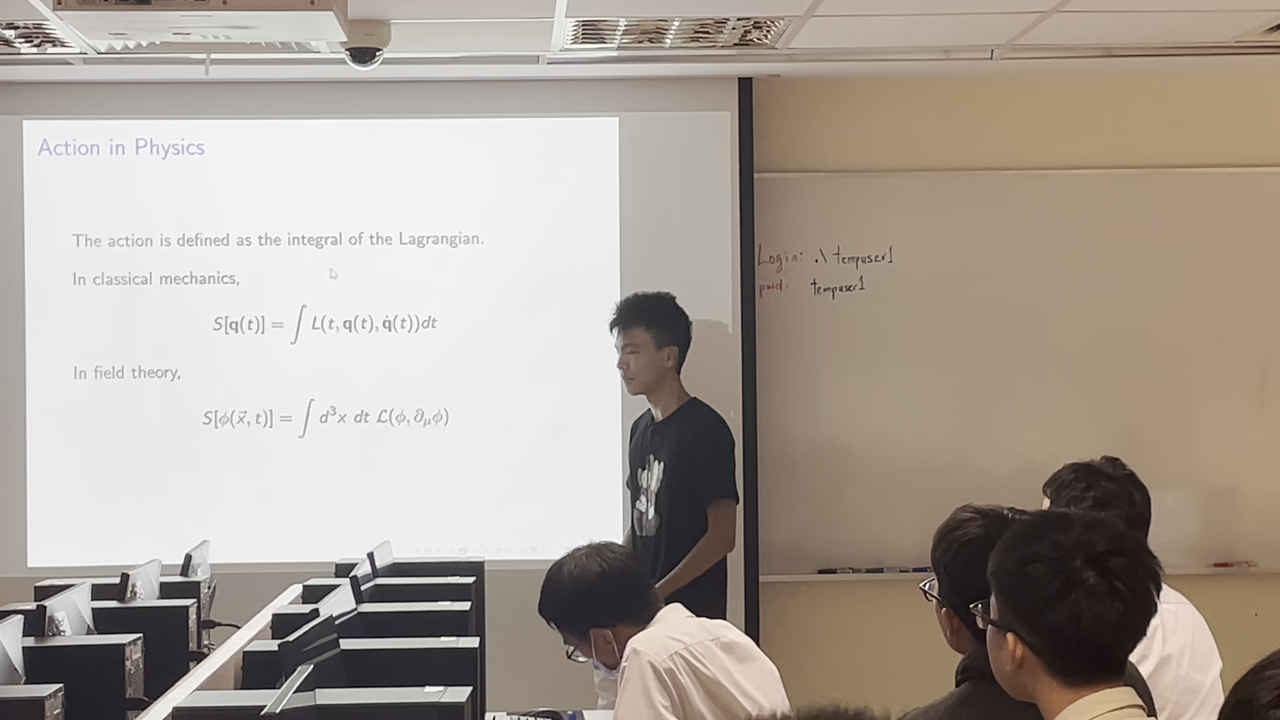 Action in Physics
The action is defined as the integral of the Lagrangian.
In classical mechanics,
S[q(t)] = ∫ L(t, q(t), q̇(t))dt
In field theory,
S[ϕ(x⃗, t)] = ∫ d³x dt ℒ(ϕ, ∂_μϕ)
Login: .\ tempuser1
pwd: tempuser1